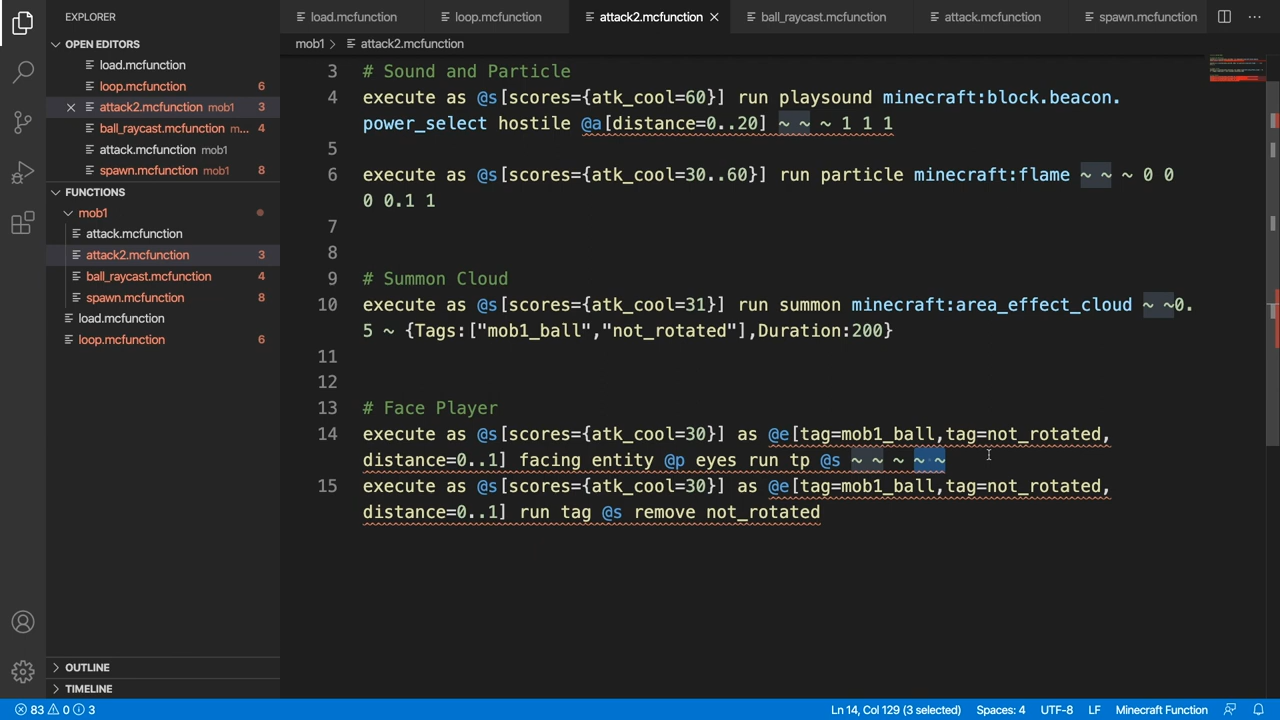 EXPLORER
load.mcfunction
loop.mcfunction
attack2.mcfunction
ball_raycast.mcfunction
attack.mcfunction
spawn.mcfunction
OPEN EDITORS
load.mcfunction
loop.mcfunction 6
attack2.mcfunction mob1 3
ball_raycast.mcfunction m... 4
attack.mcfunction mob1
spawn.mcfunction mob1 8
FUNCTIONS
mob1
attack.mcfunction
attack2.mcfunction 3
ball_raycast.mcfunction 4
spawn.mcfunction 8
load.mcfunction
loop.mcfunction 6
OUTLINE
TIMELINE
mob1 > attack2.mcfunction
3 # Sound and Particle
4 execute as @s[scores={atk_cool=60}] run playsound minecraft:block.beacon.
power_select hostile @a[distance=0..20] ~ ~ ~ 1 1 1
5
6 execute as @s[scores={atk_cool=30..60}] run particle minecraft:flame ~ ~ ~ 0 0
0 0.1 1
7
8
9 # Summon Cloud
10 execute as @s[scores={atk_cool=31}] run summon minecraft:area_effect_cloud ~ ~0.
5 ~ {Tags:["mob1_ball","not_rotated"],Duration:200}
11
12
13 # Face Player
14 execute as @s[scores={atk_cool=30}] as @e[tag=mob1_ball,tag=not_rotated,
distance=0..1] facing entity @p eyes run tp @s ~ ~ ~ ~ ~
15 execute as @s[scores={atk_cool=30}] as @e[tag=mob1_ball,tag=not_rotated,
distance=0..1] run tag @s remove not_rotated
83 0 3
Ln 14, Col 129 (3 selected)
Spaces: 4
UTF-8
LF
Minecraft Function